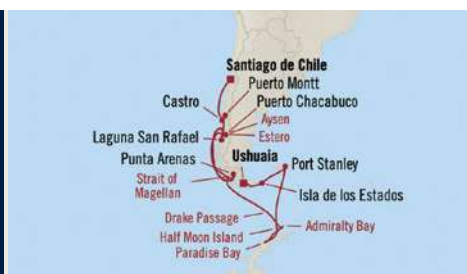 Santiago de Chile
Puerto Montt
Castro
Puerto Chacabuco
Aysen
Laguna San Rafael
Estero
Punta Arenas
Ushuaia
Port Stanley
Strait of
Magellan
Isla de los Estados
Drake Passage
Admiralty Bay
Half Moon Island
Paradise Bay